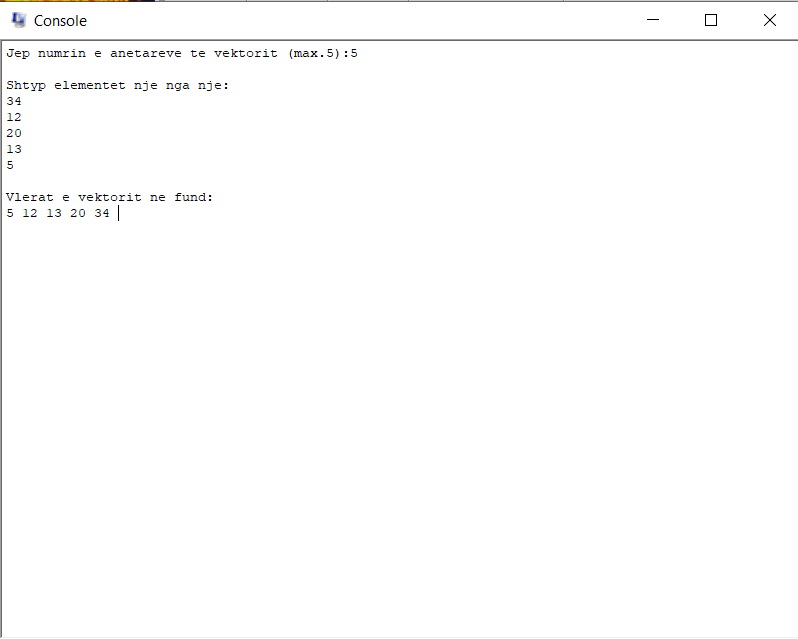 Console
Jep numrin e anetareve te vektorit (max.5):5
Shtyp elementet nje nga nje:
34
12
20
13
5
Vlerat e vektorit ne fund:
5 12 13 20 34